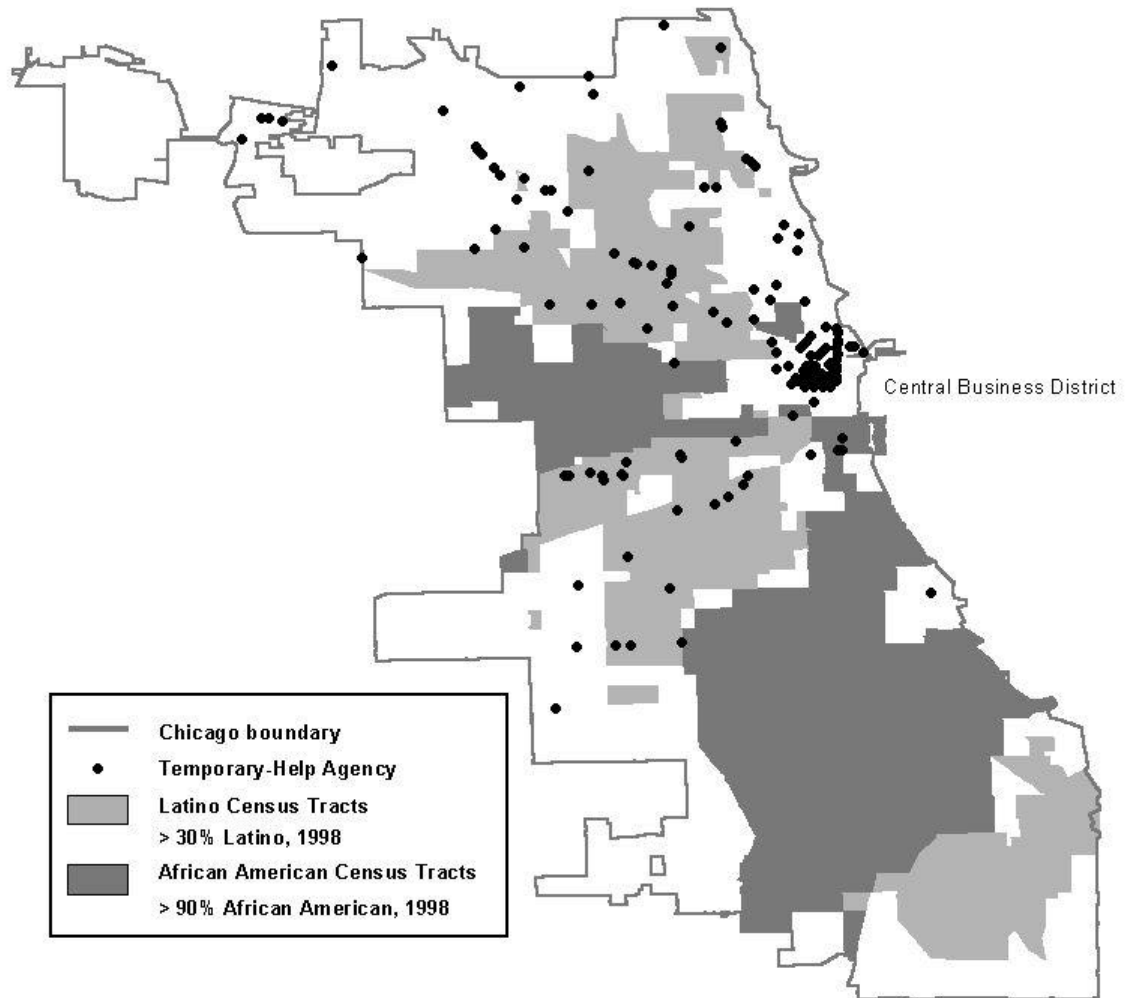 Central Business District
Chicago boundary
Temporary-Help Agency
Latino Census Tracts
> 30% Latino, 1998
African American Census Tracts
> 90% African American, 1998